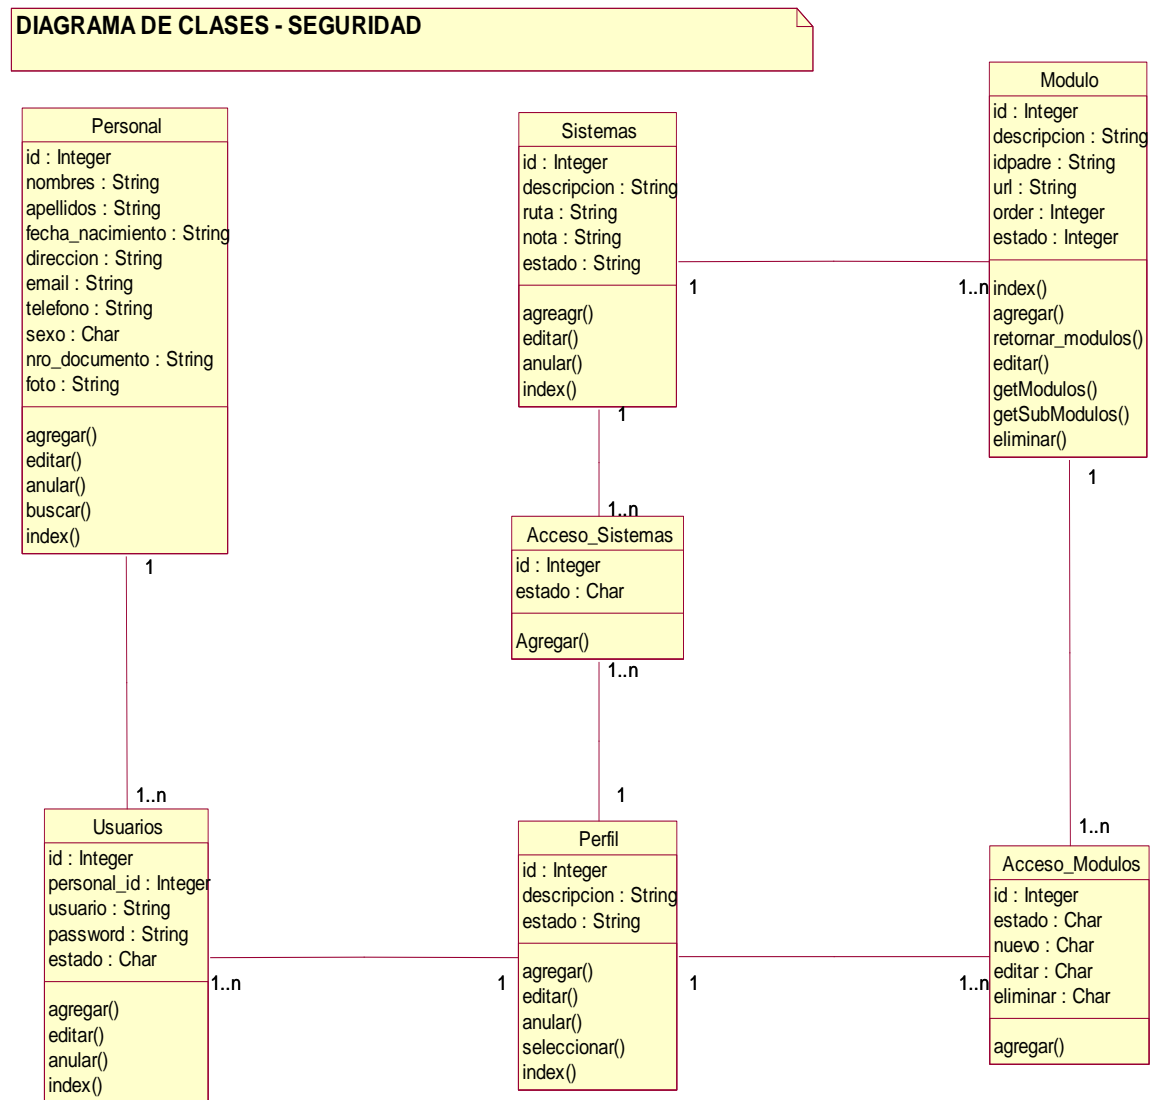 DIAGRAMA DE CLASES - SEGURIDAD
Personal
id : Integer
nombres : String
apellidos : String
fecha_nacimiento : String
direccion : String
email : String
telefono : String
sexo : Char
nro_documento : String
foto : String
agregar()
editar()
anular()
buscar()
index()
1
1..n
Sistemas
id : Integer
descripcion : String
ruta : String
nota : String
estado : String
agreagr()
editar()
anular()
index()
1
1..n
1
1..n
Modulo
id : Integer
descripcion : String
idpadre : String
url : String
order : Integer
estado : Integer
index()
agregar()
retornar_modulos()
editar()
getModulos()
getSubModulos()
eliminar()
1
1..n
Acceso_Sistemas
id : Integer
estado : Char
Agregar()
1..n
1
Usuarios
id : Integer
personal_id : Integer
usuario : String
password : String
estado : Char
agregar()
editar()
anular()
index()
1..n
1
Perfil
id : Integer
descripcion : String
estado : String
agregar()
editar()
anular()
seleccionar()
index()
1
1..n
Acceso_Modulos
id : Integer
estado : Char
nuevo : Char
editar : Char
eliminar : Char
agregar()